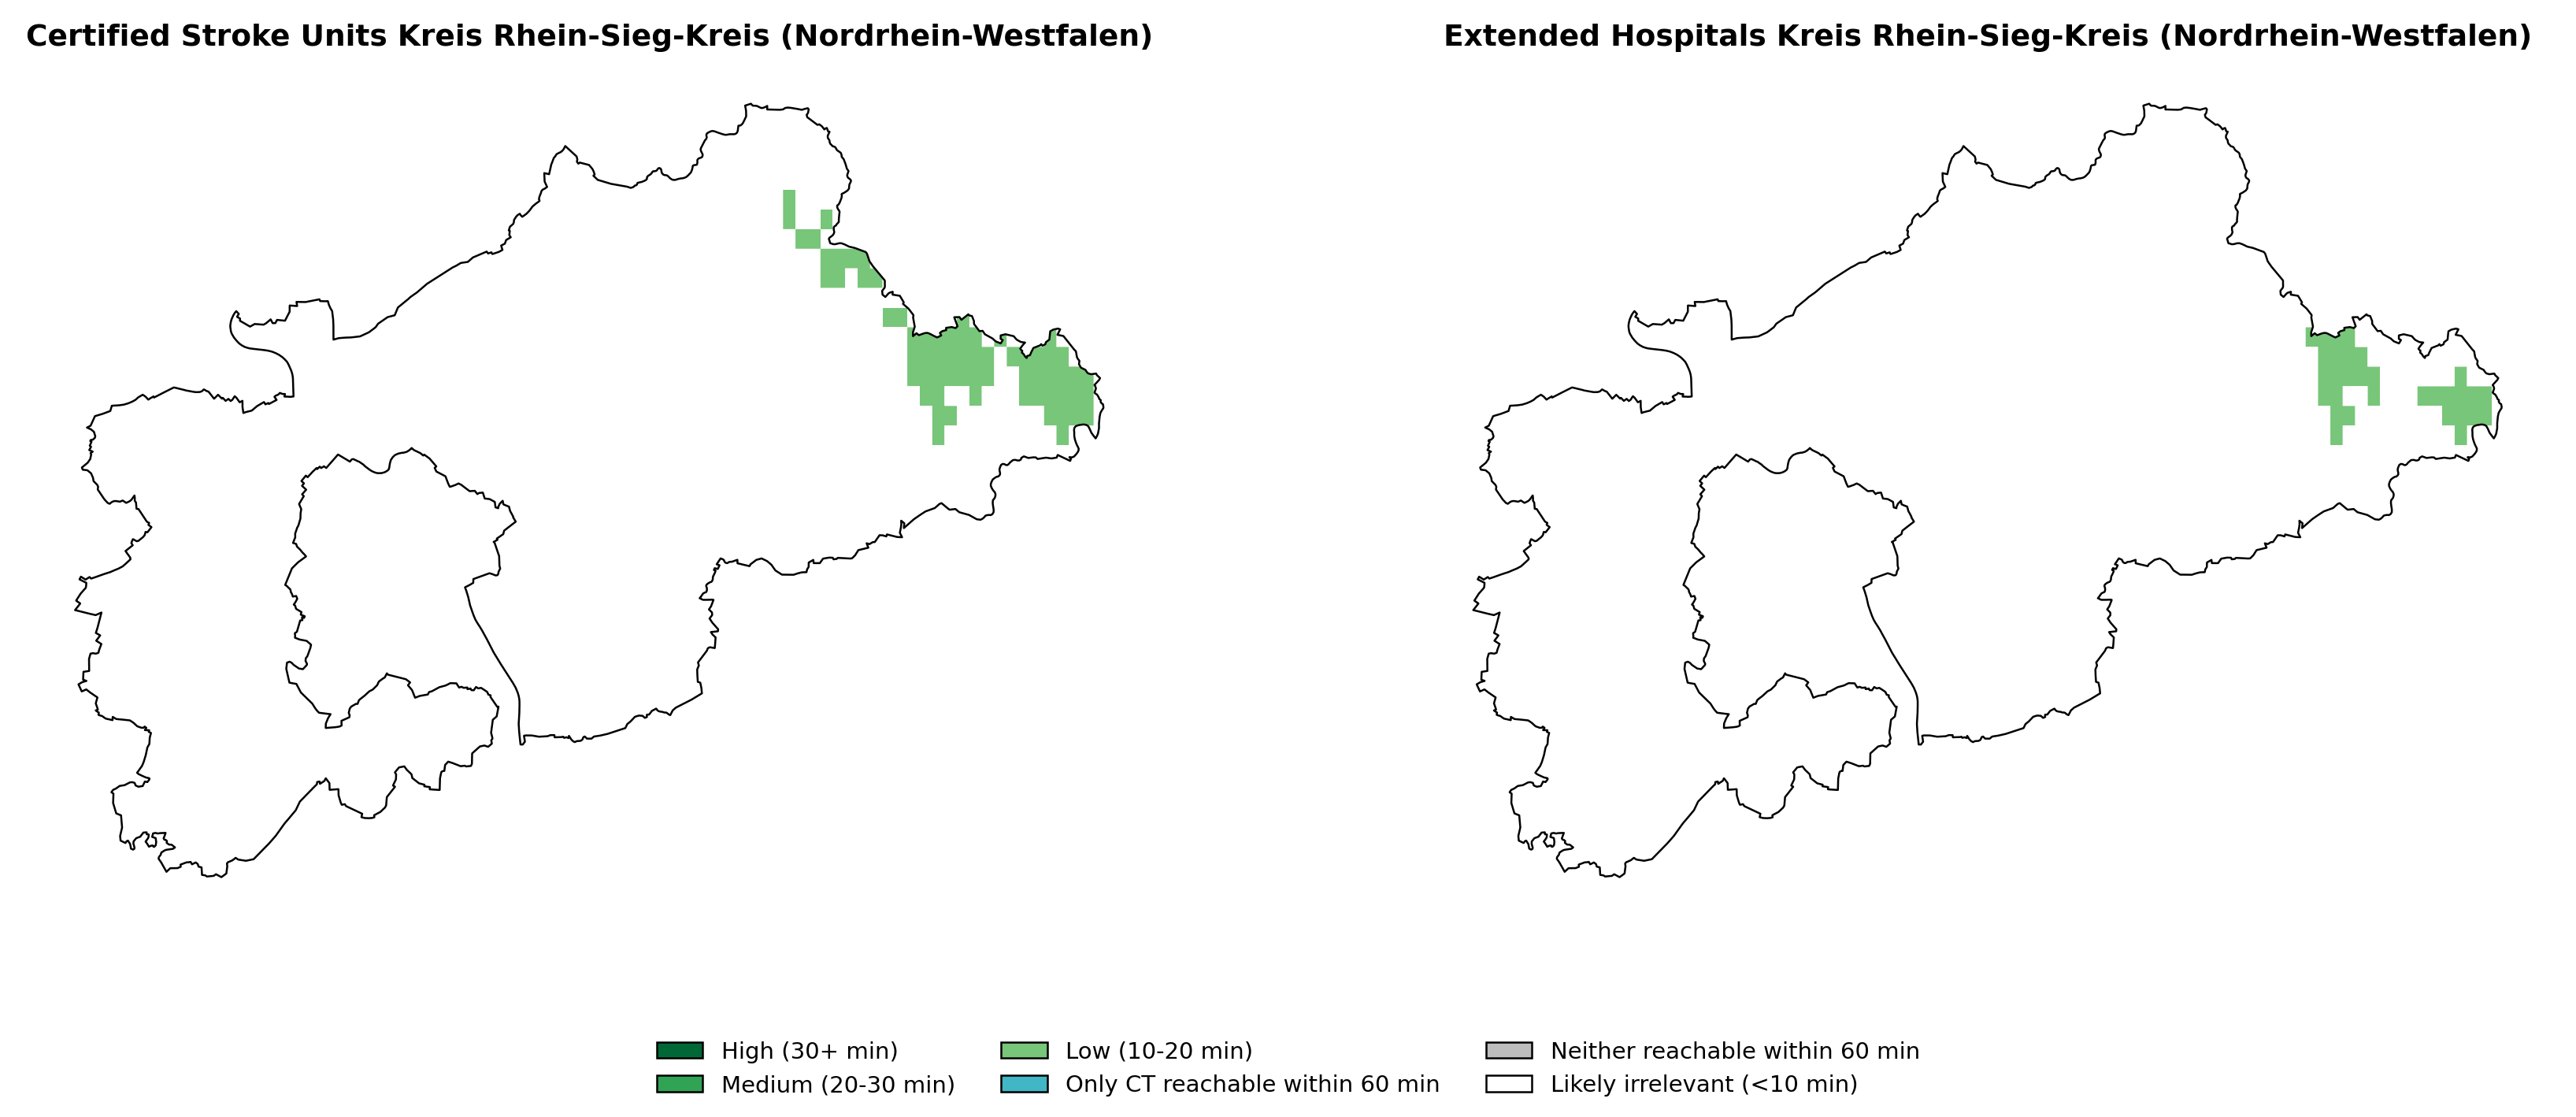 Certified Stroke Units Kreis Rhein-Sieg-Kreis (Nordrhein-Westfalen)
Extended Hospitals Kreis Rhein-Sieg-Kreis (Nordrhein-Westfalen)
High (30+ min)
Medium (20-30 min)
Low (10-20 min)
Only CT reachable within 60 min
Neither reachable within 60 min
Likely irrelevant (<10 min)